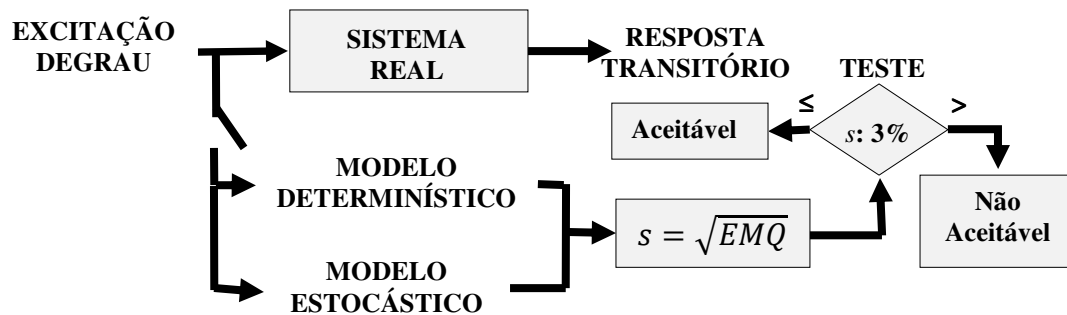 EXCITAÇÃO
DEGRAU
SISTEMA
REAL
RESPOSTA
TRANSITÓRIO
TESTE
≤
>
s: 3%
Aceitável
Não
Aceitável
MODELO
DETERMINÍSTICO
s = √EMQ
MODELO
ESTOCÁSTICO